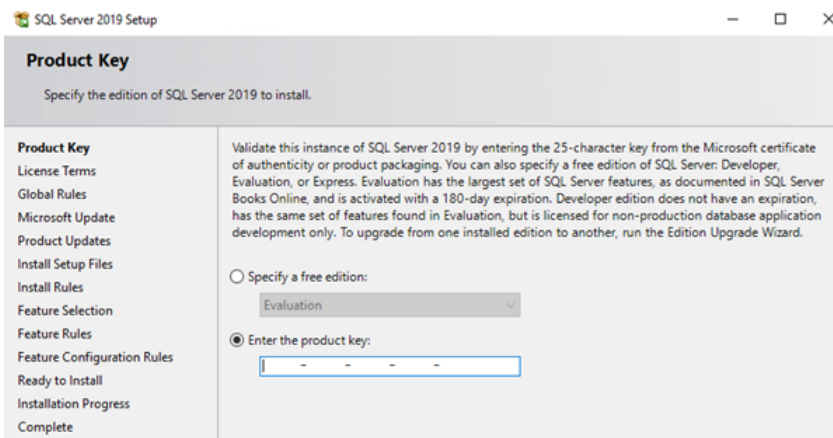 SQL Server 2019 Setup
Product Key
Specify the edition of SQL Server 2019 to install.
Product Key
License Terms
Global Rules
Microsoft Update
Product Updates
Install Setup Files
Install Rules
Feature Selection
Feature Rules
Feature Configuration Rules
Ready to Install
Installation Progress
Complete
Validate this instance of SQL Server 2019 by entering the 25-character key from the Microsoft certificate
of authenticity or product packaging. You can also specify a free edition of SQL Server: Developer,
Evaluation, or Express. Evaluation has the largest set of SQL Server features, as documented in SQL Server
Books Online, and is activated with a 180-day expiration. Developer edition does not have an expiration,
has the same set of features found in Evaluation, but is licensed for non-production database application
development only. To upgrade from one installed edition to another, run the Edition Upgrade Wizard.
Specify a free edition:
Evaluation
Enter the product key:
- - - -